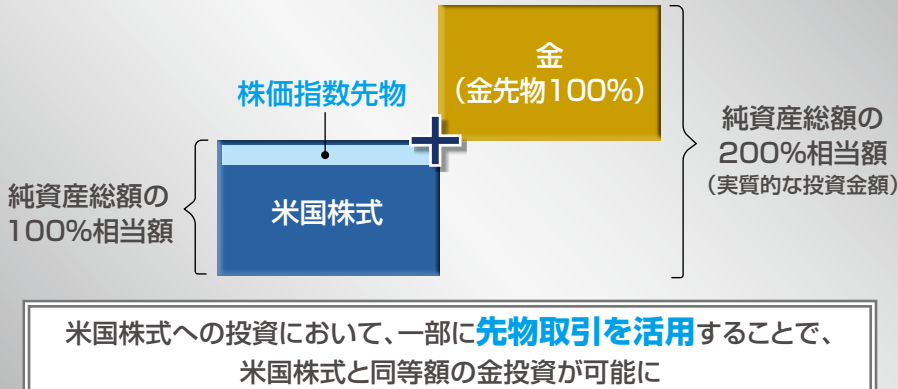 金
（金先物100%）
株価指数先物
純資産総額の
100%相当額
米国株式
純資産総額の
200%相当額
（実質的な投資金額）
米国株式への投資において、一部に先物取引を活用することで、
米国株式と同等額の金投資が可能に